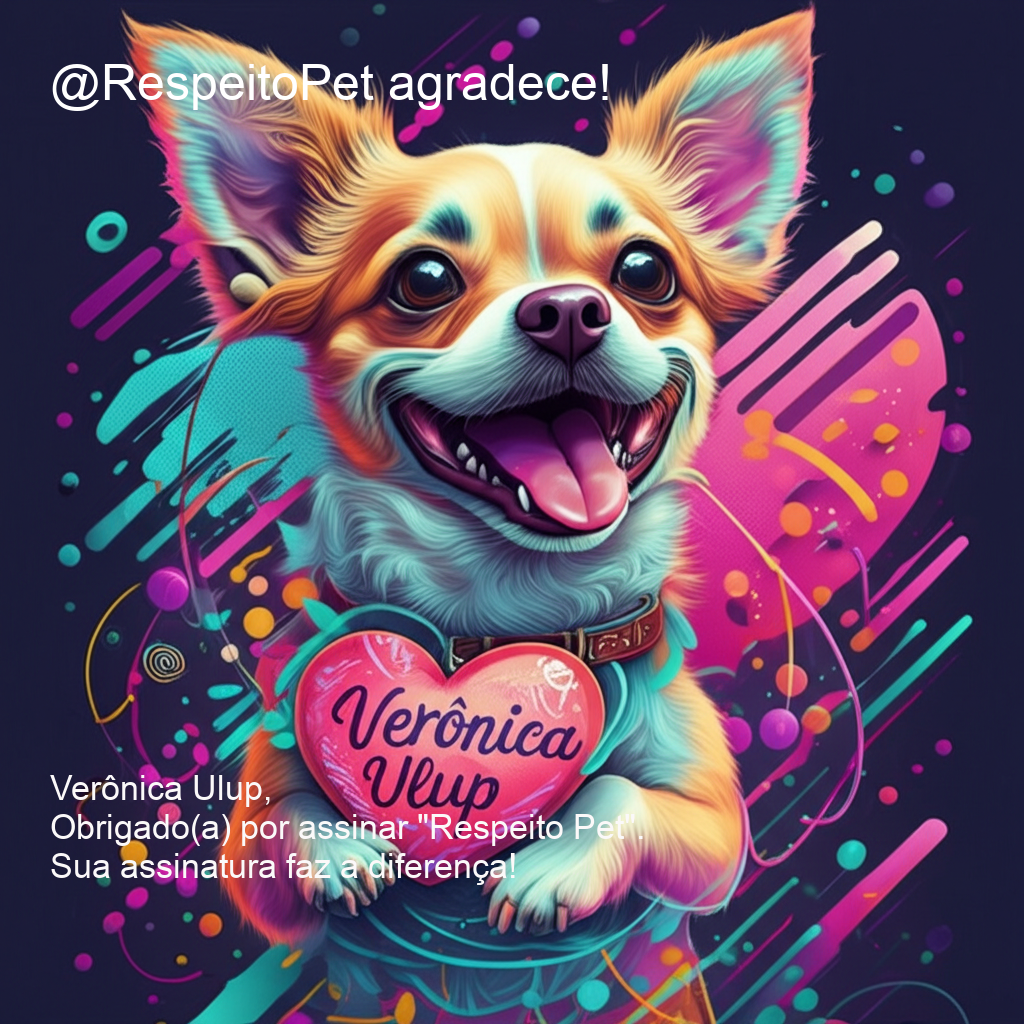 @RespeitoPet agradece!
Verônica
Ulup
Verônica Ulup,
Obrigado(a) por assinar "Respeito Pet".
Sua assinatura faz a diferença!